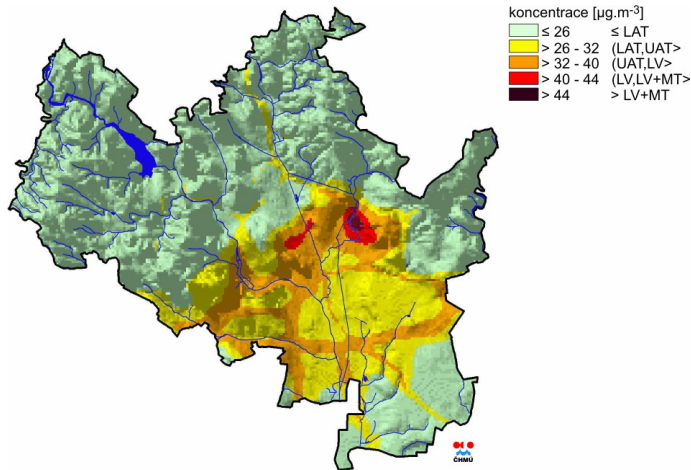 koncentrace [µg.m-3]
≤ 26 ≤ LAT
> 26 - 32 (LAT,UAT>
> 32 - 40 (UAT,LV>
> 40 - 44 (LV,LV+MT>
> 44 > LV+MT
ČHMÚ